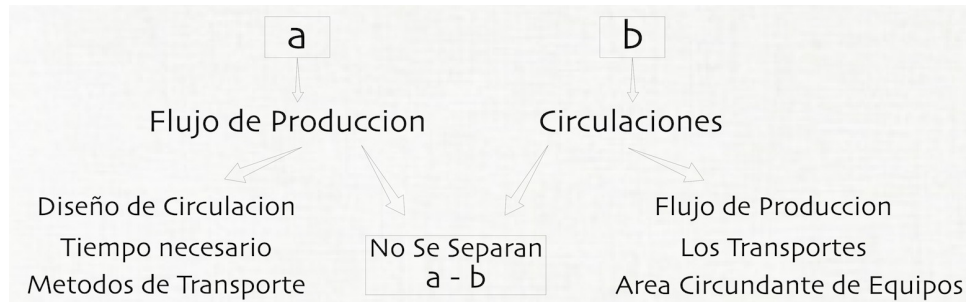 a
b
Flujo de Produccion
Circulaciones
Diseño de Circulacion
Tiempo necesario
Metodos de Transporte
No Se Separan
a - b
Flujo de Produccion
Los Transportes
Area Circundante de Equipos